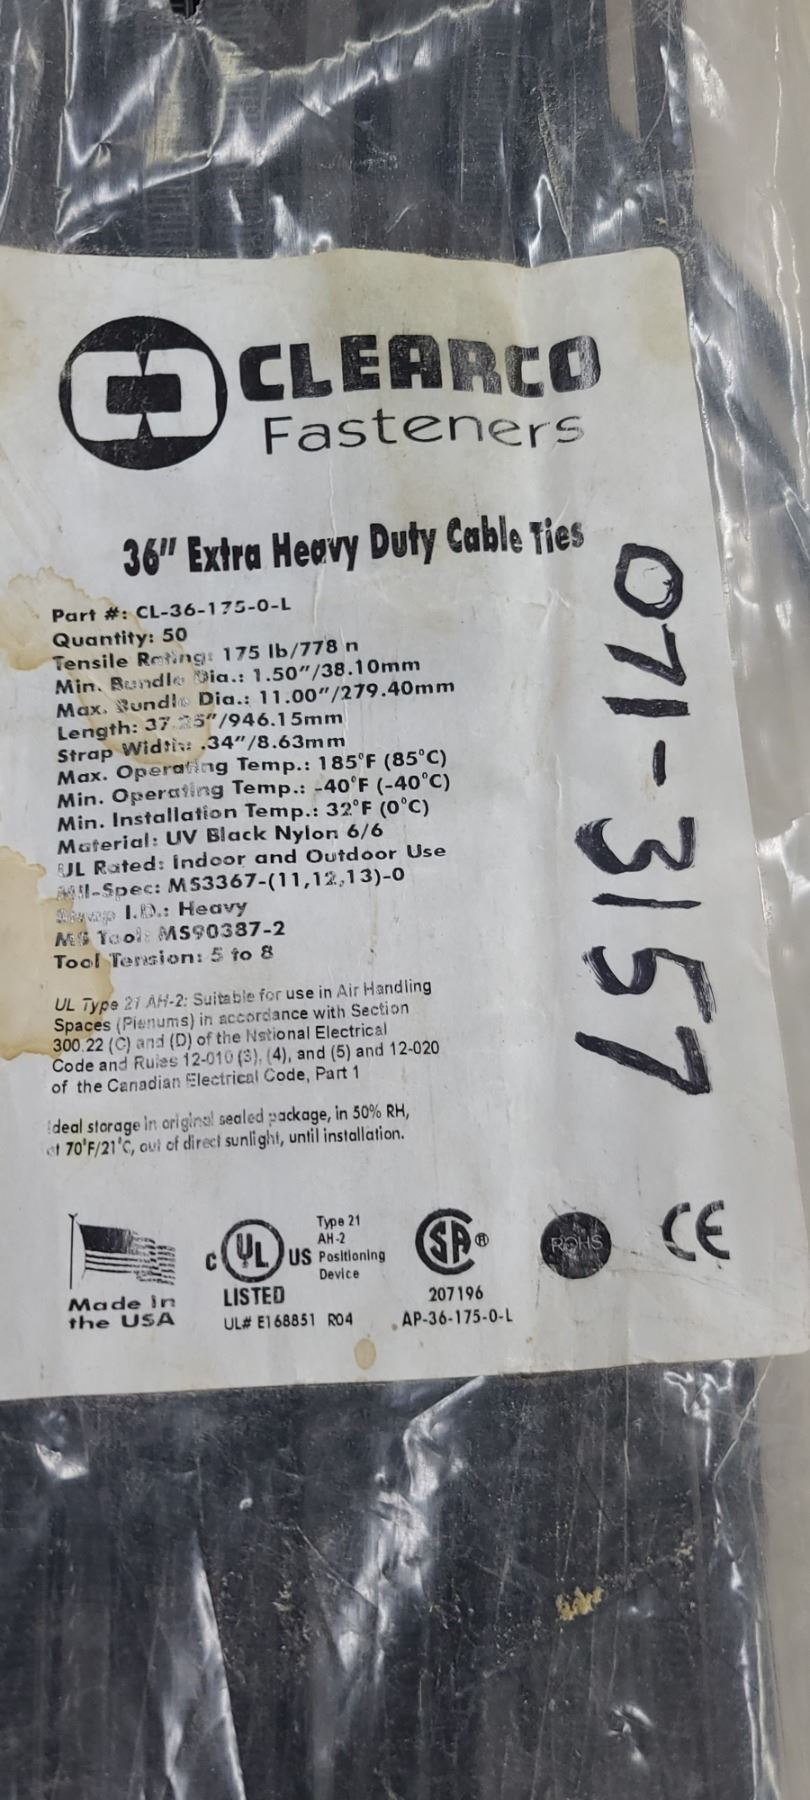 CLEARCO
Fasteners
36" Extra Heavy Duty Cable Ties
Part #: CL-36-175-0-L
Quantity: 50
Tensile Rating: 175 lb/778 n
Min. Bundle Dia.: 1.50"/38.10mm
Max. Bundle Dia.: 11.00"/279.40mm
Length: 37.25"/946.15mm
Strap Width: .34"/8.63mm
Max. Operating Temp.: 185°F (85°C)
Min. Operating Temp.: -40°F (-40°C)
Min. Installation Temp.: 32°F (0°C)
Material: UV Black Nylon 6/6
UL Rated: Indoor and Outdoor Use
Mil-Spec: MS3367-(11,12,13)-0
Strap I.D.: Heavy
MS Tool: MS90387-2
Tool Tension: 5 to 8
UL Type 21 AH-2: Suitable for use in Air Handling
Spaces (Plenums) in accordance with Section
300.22 (C) and (D) of the National Electrical
Code and Rules 12-010 (3), (4), and (5) and 12-020
of the Canadian Electrical Code, Part 1
Ideal storage in original sealed package, in 50% RH,
at 70°F/21°C, out of direct sunlight, until installation.
071-3157
Made in
the USA
C UL US
LISTED
UL# E168851 R04
Type 21
AH-2
Positioning
Device
SA®
207196
AP-36-175-0-L
ROHS
CE